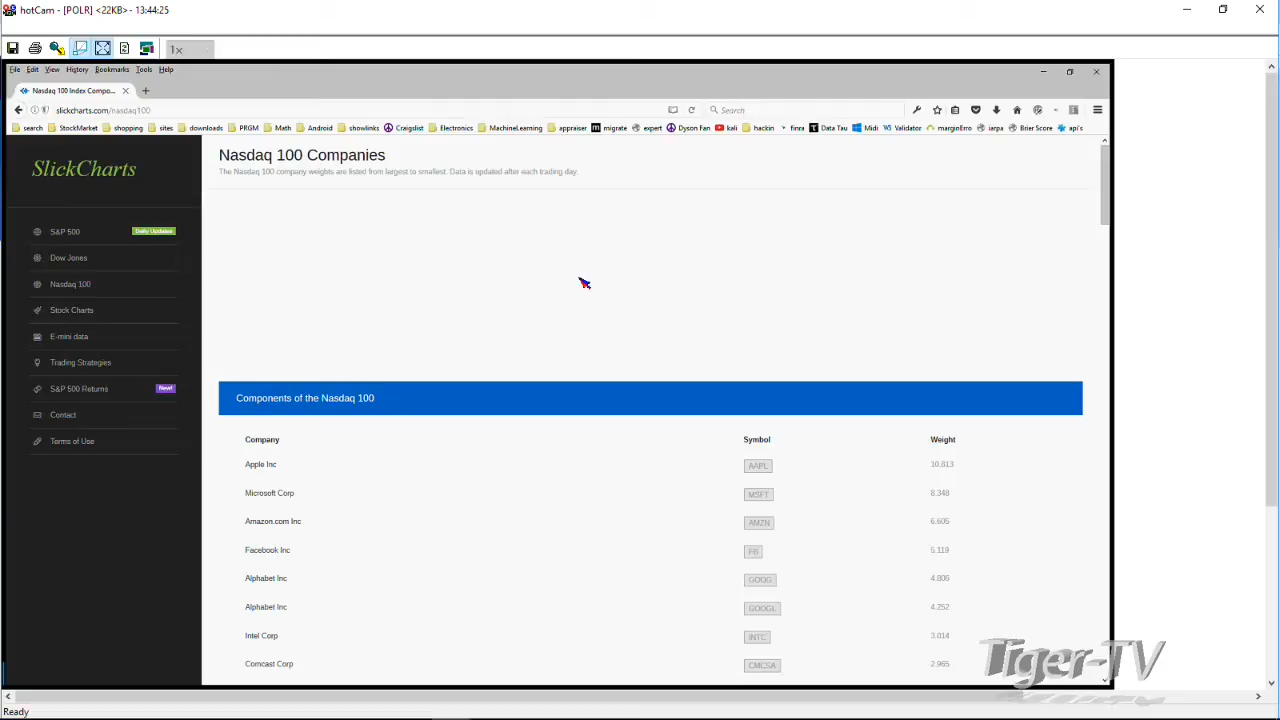 hotCam - [POLR] <22KB> - 13:44:25
1x
File Edit View History Bookmarks Tools Help
Nasdaq 100 Index Compo...
slickcharts.com/nasdaq100
Search
search StockMarket shopping sites downloads PRGM Math Android showlinks Craigslist Electronics MachineLearning appraiser migrate expert Dyson Fan kali hackin finra Data Tau Midi Validator marginErro iarpa Brier Score api's
SlickCharts
S&P 500 Daily Updates
Dow Jones
Nasdaq 100
Stock Charts
E-mini data
Trading Strategies
S&P 500 Returns New!
Contact
Terms of Use
Nasdaq 100 Companies
The Nasdaq 100 company weights are listed from largest to smallest. Data is updated after each trading day.
Components of the Nasdaq 100
Company Symbol Weight
Apple Inc AAPL 10.813
Microsoft Corp MSFT 8.348
Amazon.com Inc AMZN 6.605
Facebook Inc FB 5.119
Alphabet Inc GOOG 4.806
Alphabet Inc GOOGL 4.252
Intel Corp INTC 3.014
Comcast Corp CMCSA 2.965
Tiger-TV
Ready